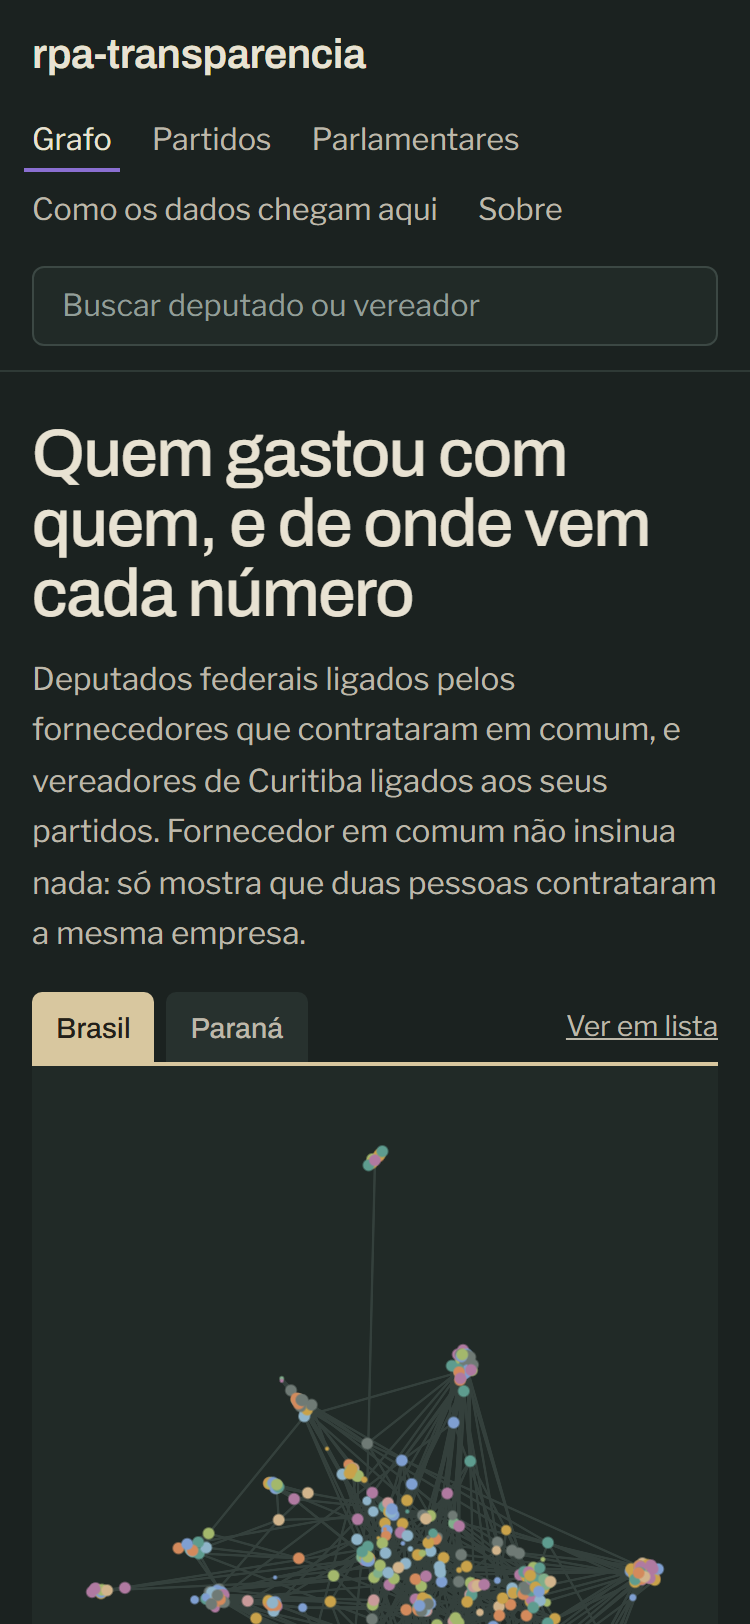 rpa-transparencia
Grafo Partidos Parlamentares
Como os dados chegam aqui Sobre
Buscar deputado ou vereador
Quem gastou com
quem, e de onde vem
cada número
Deputados federais ligados pelos
fornecedores que contrataram em comum, e
vereadores de Curitiba ligados aos seus
partidos. Fornecedor em comum não insinua
nada: só mostra que duas pessoas contrataram
a mesma empresa.
Brasil Paraná Ver em lista